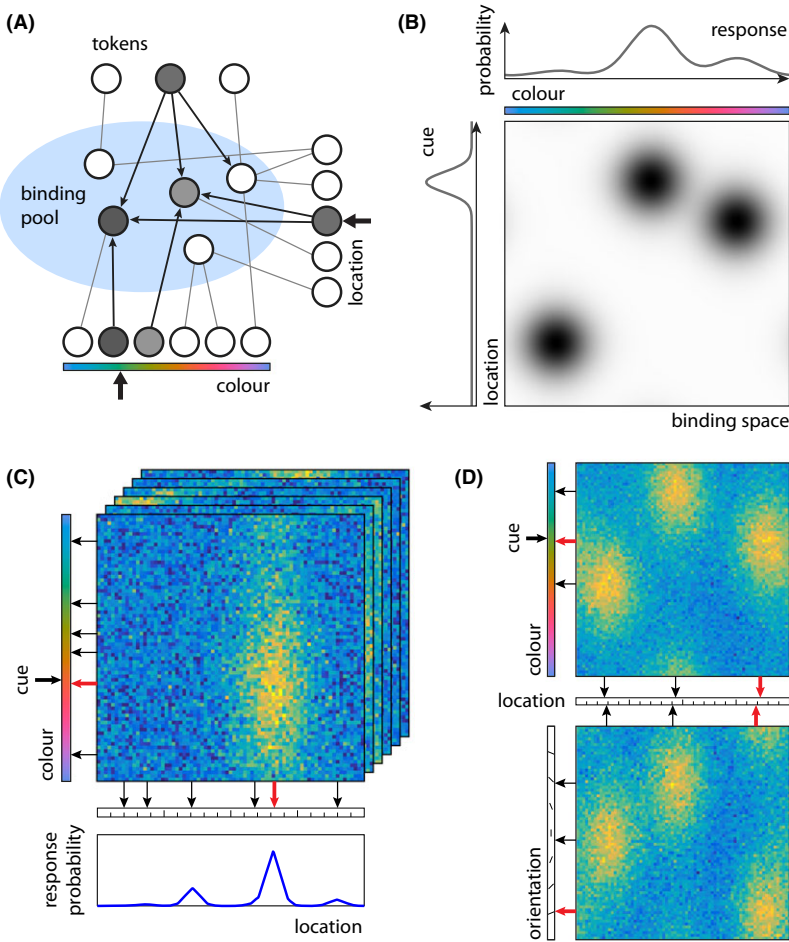 (A)
tokens
binding
pool
location
colour
(B)
probability
response
colour
cue
location
binding space
(C)
cue
colour
response
probability
location
(D)
cue
colour
location
orientation